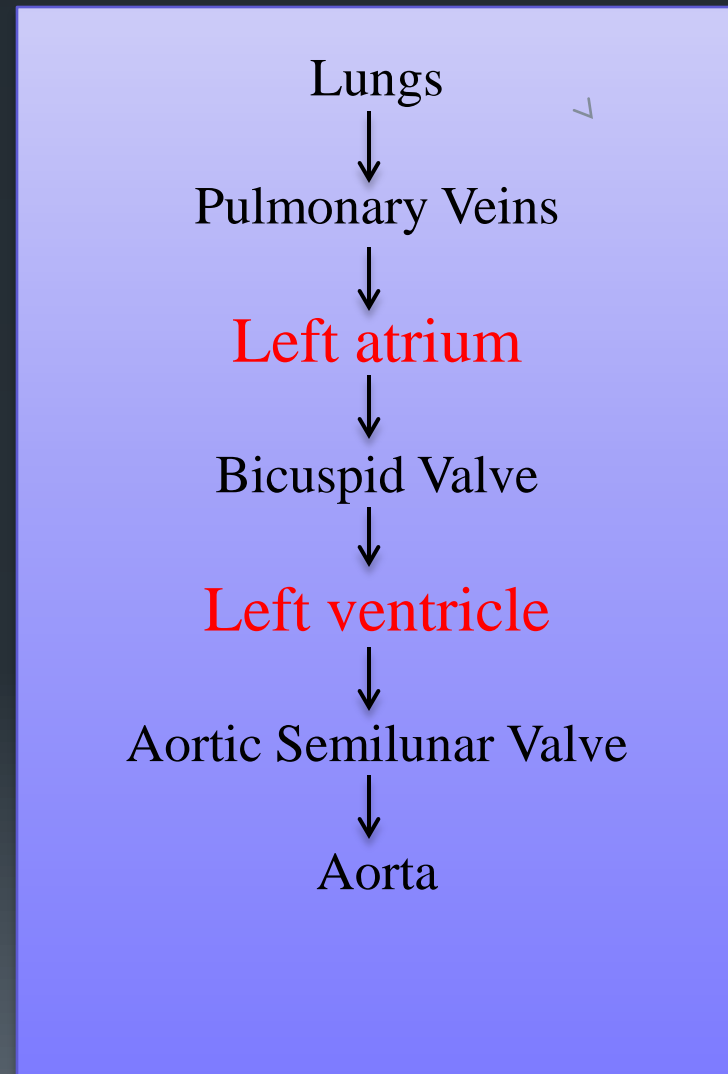 Lungs
Pulmonary Veins
Left atrium
Bicuspid Valve
Left ventricle
Aortic Semilunar Valve
Aorta